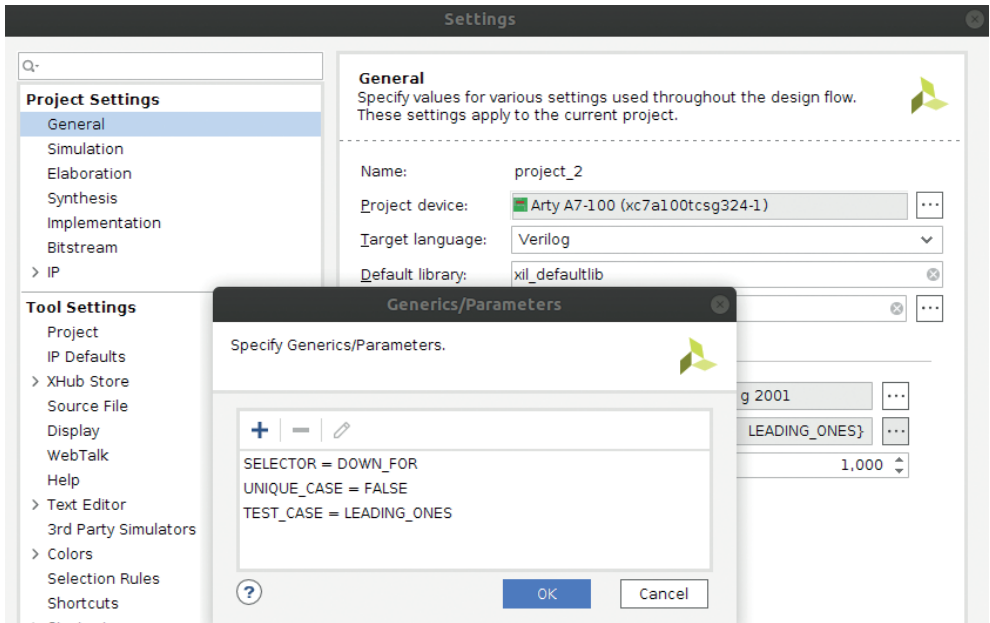 Settings
Q-
Project Settings
General
Simulation
Elaboration
Synthesis
Implementation
Bitstream
> IP
Tool Settings
Project
IP Defaults
> XHub Store
Source File
Display
WebTalk
Help
> Text Editor
3rd Party Simulators
> Colors
Selection Rules
Shortcuts
General
Specify values for various settings used throughout the design flow.
These settings apply to the current project.
Name: project_2
Project device: Arty A7-100 (xc7a100tcsg324-1) ...
Target language: Verilog
Default library: xil_defaultlib
...
g 2001 ...
LEADING_ONES} ...
1,000
Generics/Parameters
Specify Generics/Parameters.
SELECTOR = DOWN_FOR
UNIQUE_CASE = FALSE
TEST_CASE = LEADING_ONES
?
OK
Cancel